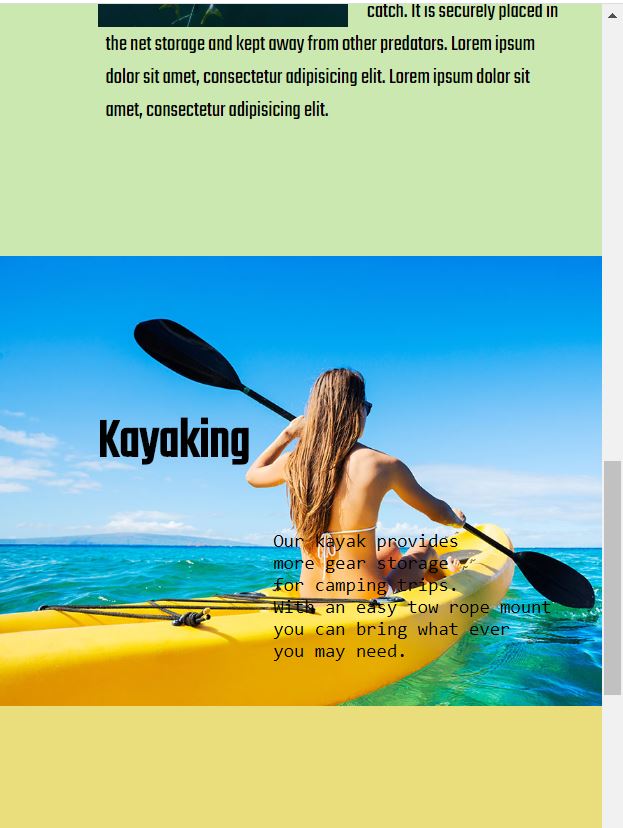 catch. It is securely placed in
the net storage and kept away from other predators. Lorem ipsum
dolor sit amet, consectetur adipisicing elit. Lorem ipsum dolor sit
amet, consectetur adipisicing elit.
Kayaking
Our Kayak provides
more gear storage
for camping trips.
With an easy tow rope mount
you can bring what ever
you may need.